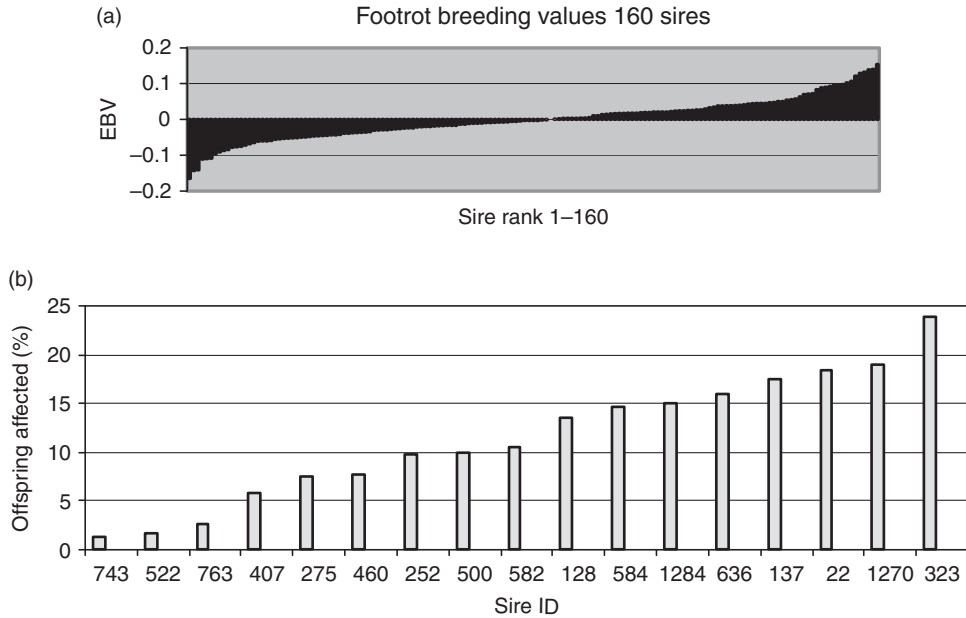 (a)
Footrot breeding values 160 sires
EBV
0.2
0.1
0
−0.1
−0.2
Sire rank 1–160
(b)
Offspring affected (%)
25
20
15
10
5
0
743 522 763 407 275 460 252 500 582 128 584 1284 636 137 22 1270 323
Sire ID